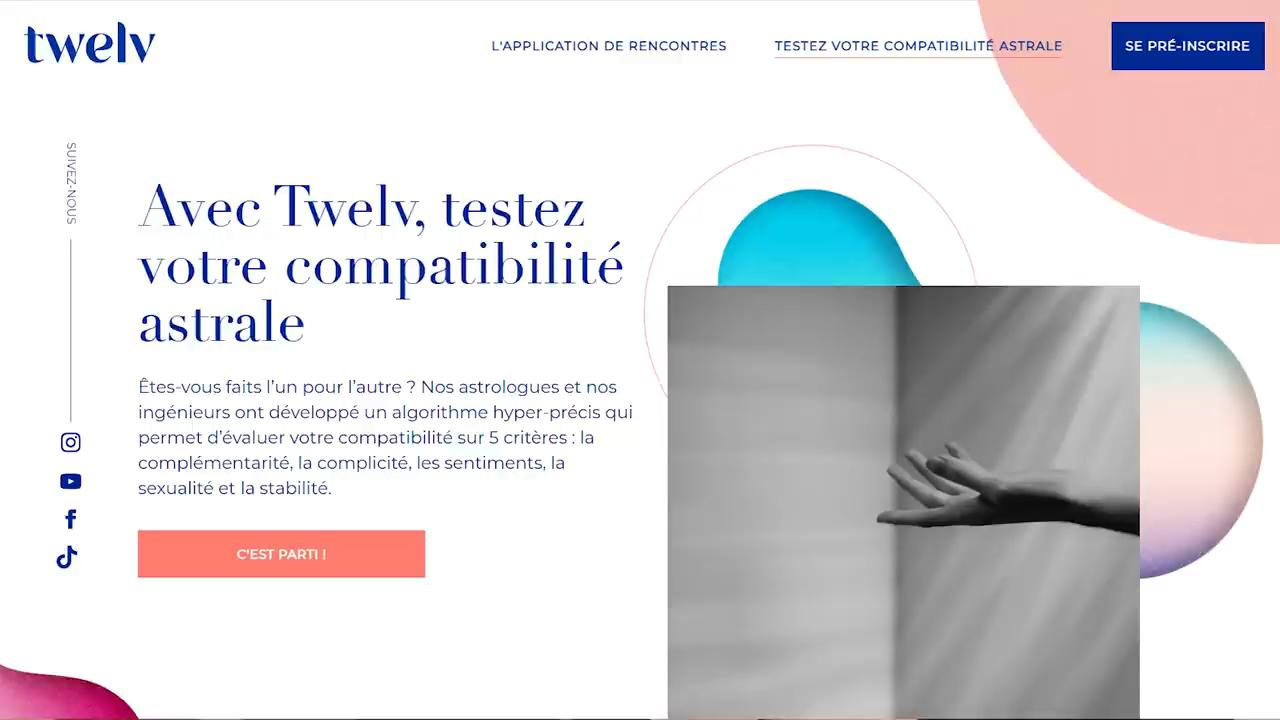 twelv
L'APPLICATION DE RENCONTRES
TESTEZ VOTRE COMPATIBILITÉ ASTRALE
SE PRÉ-INSCRIRE
SUIVEZ-NOUS
Avec Twelv, testez
votre compatibilité
astrale
Êtes-vous faits l'un pour l'autre ? Nos astrologues et nos
ingénieurs ont développé un algorithme hyper-précis qui
permet d'évaluer votre compatibilité sur 5 critères : la
complémentarité, la complicité, les sentiments, la
sexualité et la stabilité.
C'EST PARTI !